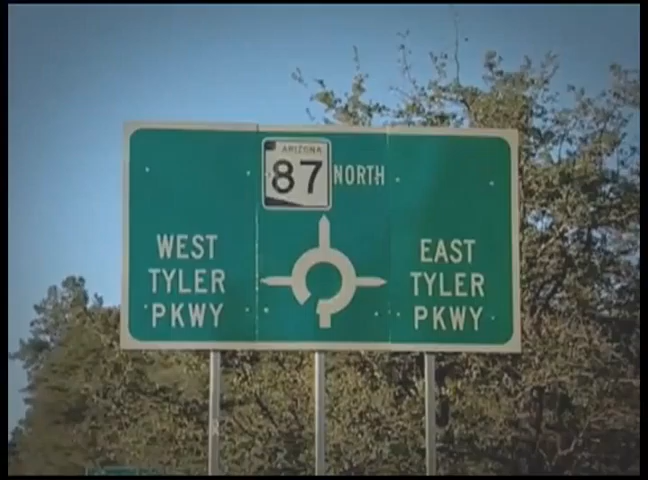 ARIZONA
87 NORTH
WEST
TYLER
PKWY
EAST
TYLER
PKWY